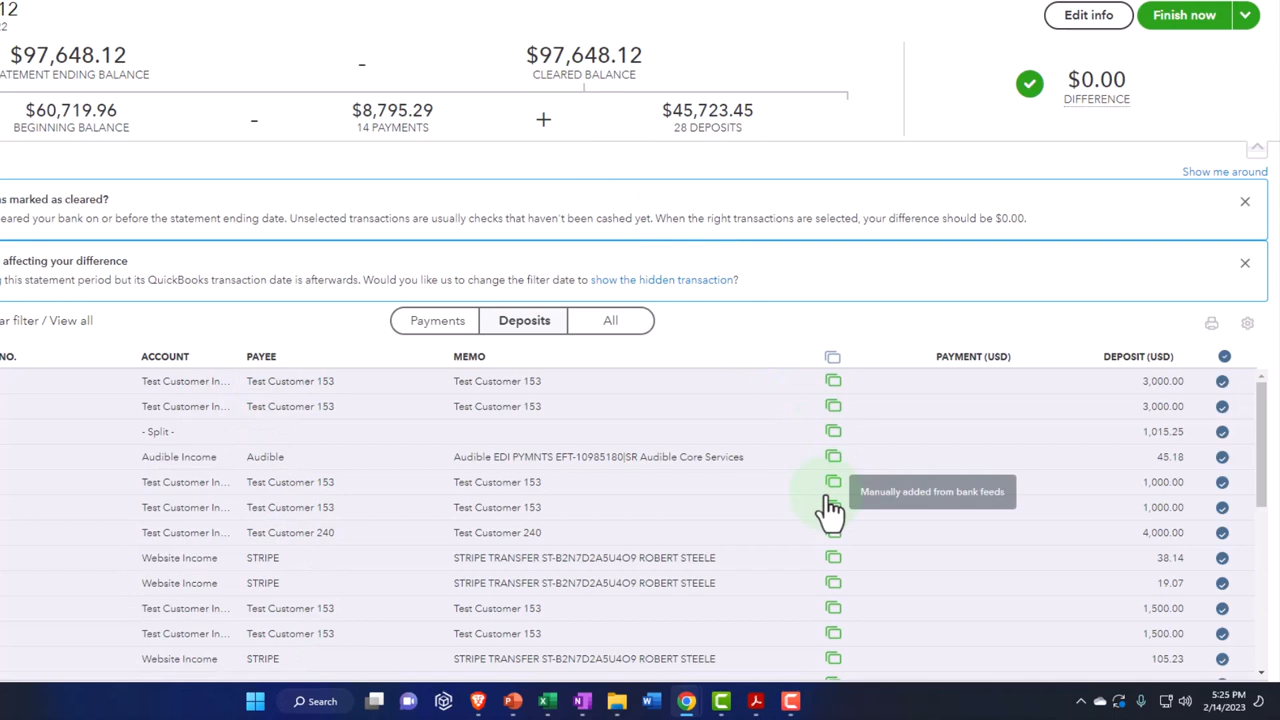 12
22
Edit info
Finish now
$97,648.12
-
$97,648.12
ATEMENT ENDING BALANCE
CLEARED BALANCE
$0.00
DIFFERENCE
$60,719.96
-
$8,795.29
+
$45,723.45
BEGINNING BALANCE
14 PAYMENTS
28 DEPOSITS
Show me around
s marked as cleared?
eared your bank on or before the statement ending date. Unselected transactions are usually checks that haven't been cashed yet. When the right transactions are selected, your difference should be $0.00.
affecting your difference
this statement period but its QuickBooks transaction date is afterwards. Would you like us to change the filter date to show the hidden transaction?
ar filter / View all
Payments
Deposits
All
NO. ACCOUNT PAYEE MEMO PAYMENT (USD) DEPOSIT (USD)
Test Customer In... Test Customer 153 Test Customer 153 3,000.00
Test Customer In... Test Customer 153 Test Customer 153 3,000.00
- Split - 1,015.25
Audible Income Audible Audible EDI PYMNTS EFT-10985180|SR Audible Core Services 45.18
Test Customer In... Test Customer 153 Test Customer 153 1,000.00
Manually added from bank feeds
Test Customer In... Test Customer 153 Test Customer 153 1,000.00
Test Customer In... Test Customer 240 Test Customer 240 4,000.00
Website Income STRIPE STRIPE TRANSFER ST-B2N7D2A5U4O9 ROBERT STEELE 38.14
Website Income STRIPE STRIPE TRANSFER ST-B2N7D2A5U4O9 ROBERT STEELE 19.07
Test Customer In... Test Customer 153 Test Customer 153 1,500.00
Test Customer In... Test Customer 153 Test Customer 153 1,500.00
Website Income STRIPE STRIPE TRANSFER ST-B2N7D2A5U4O9 ROBERT STEELE 105.23
Search
5:25 PM
2/14/2023